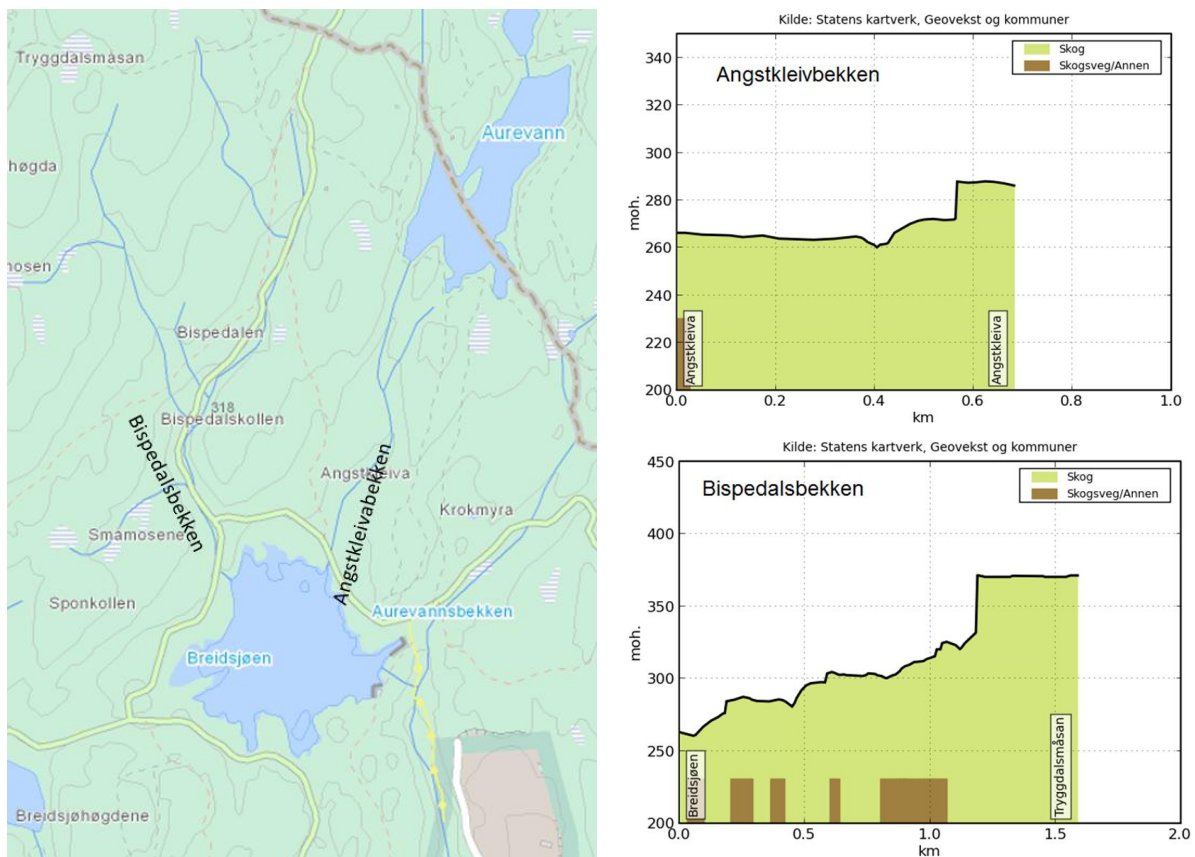 Tryggdalsmåsan
Aurevann
høgda
nosen
Bispedalen
318
Bispedalskollen
Bispedalsbekken
Angstkleiva
Angstkleivabekken
Krokmyra
Småmosene
Sponkollen
Aurevannsbekken
Breidsjøen
Breidsjøhøgdene
Kilde: Statens kartverk, Geovekst og kommuner
350
340
320
300
280
260
240
220
200
moh.
Angstkleivbekken
Skog
Skogsveg/Annen
Angstkleiva
Angstkleiva
0.0 0.2 0.4 0.6 0.8 1.0
km
Kilde: Statens kartverk, Geovekst og kommuner
450
400
350
300
250
200
moh.
Bispedalsbekken
Skog
Skogsveg/Annen
Breidsjøen
Tryggdalsmåsan
0.0 0.5 1.0 1.5 2.0
km